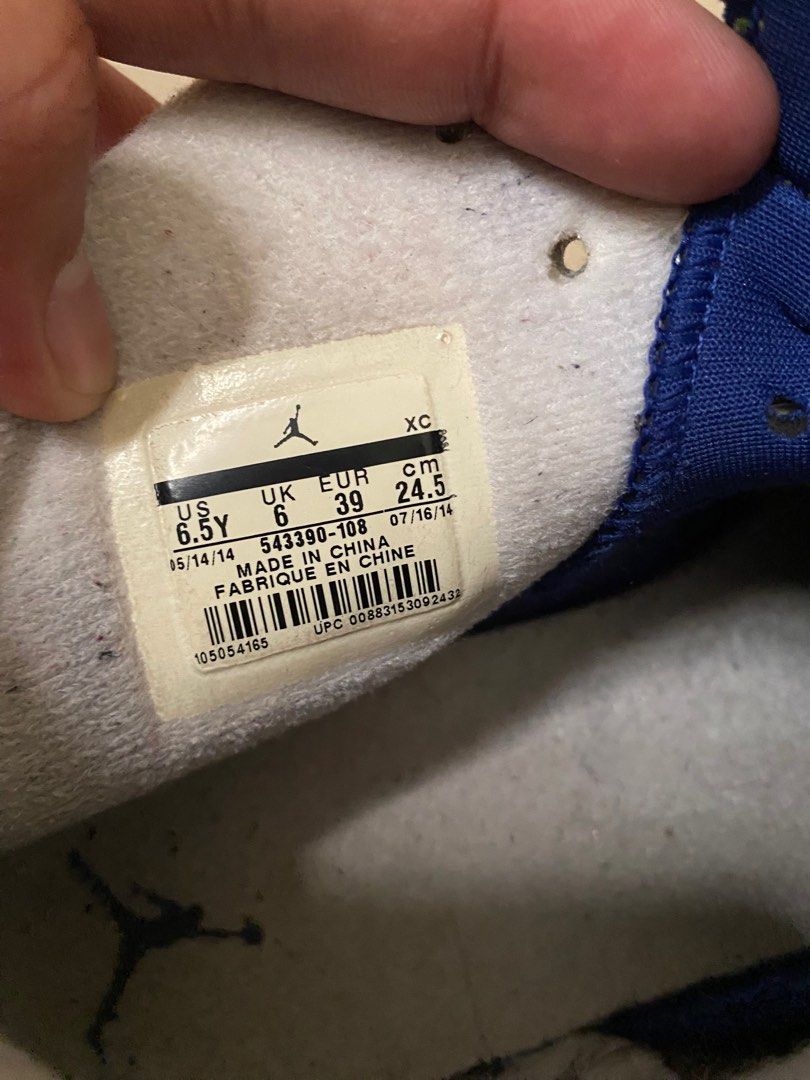 XC
US UK EUR cm
6.5Y 6 39 24.5
05/14/14 543390-108 07/16/14
MADE IN CHINA
FABRIQUE EN CHINE
105054165 UPC 00883153092432